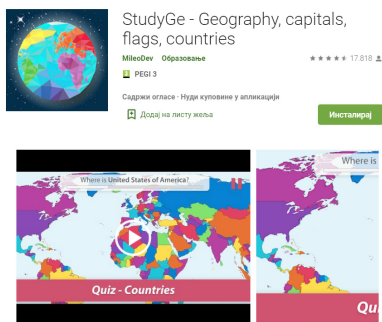 StudyGe - Geography, capitals,
flags, countries
MileoDev Образовање
17.818
PEGI 3
Садржи огласе · Нуди куповине у апликацији
Додај на листу жеља
Инсталирај
Where is United States of America?
Quiz - Countries
Where is
Qu